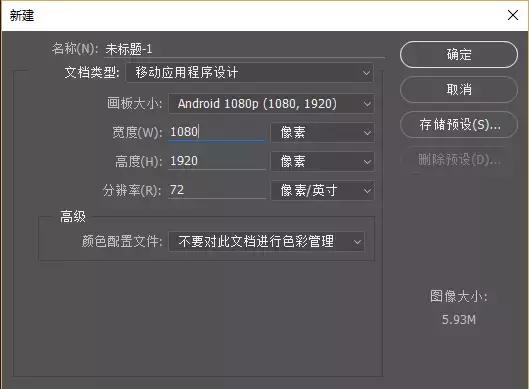 新建
名称(N): 未标题-1
确定
文档类型: 移动应用程序设计
取消
画板大小: Android 1080p (1080, 1920)
存储预设(S)...
宽度(W): 1080 像素
高度(H): 1920 像素
删除预设(D)...
分辨率(R): 72 像素/英寸
高级
颜色配置文件: 不要对此文档进行色彩管理
图像大小:
5.93M